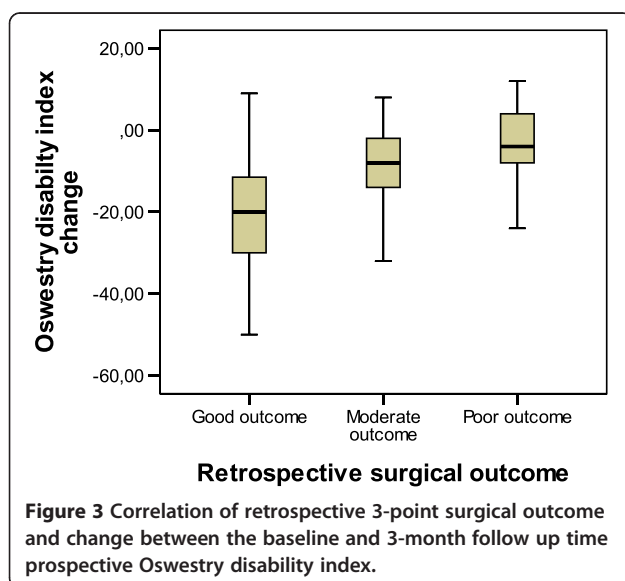 20,00
,00
-20,00
-40,00
-60,00
Oswestry disabilty index
change
Good outcome
Moderate
outcome
Poor outcome
Retrospective surgical outcome
Figure 3 Correlation of retrospective 3-point surgical outcome
and change between the baseline and 3-month follow up time
prospective Oswestry disability index.